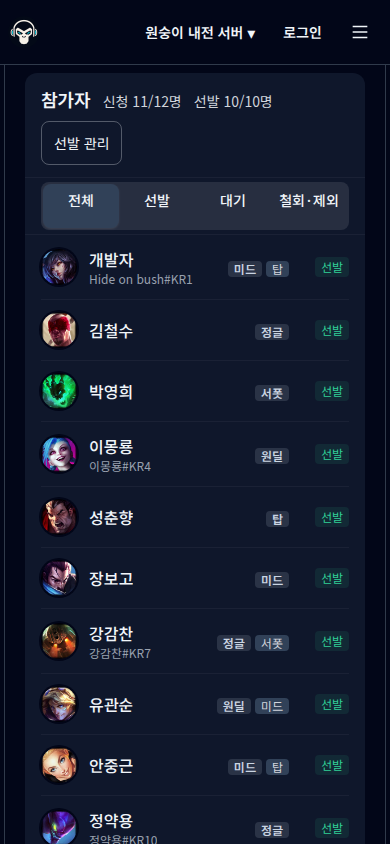 원숭이 내전 서버 ▾ 로그인
참가자 신청 11/12명 선발 10/10명
선발 관리
전체 선발 대기 철회·제외
개발자 미드 탑 선발
Hide on bush#KR1
김철수 정글 선발
박영희 서폿 선발
이몽룡 원딜 선발
이몽룡#KR4
성춘향 탑 선발
장보고 미드 선발
강감찬 정글 서폿 선발
강감찬#KR7
유관순 원딜 미드 선발
안중근 미드 탑 선발
정약용 정글 선발
정약용#KR10